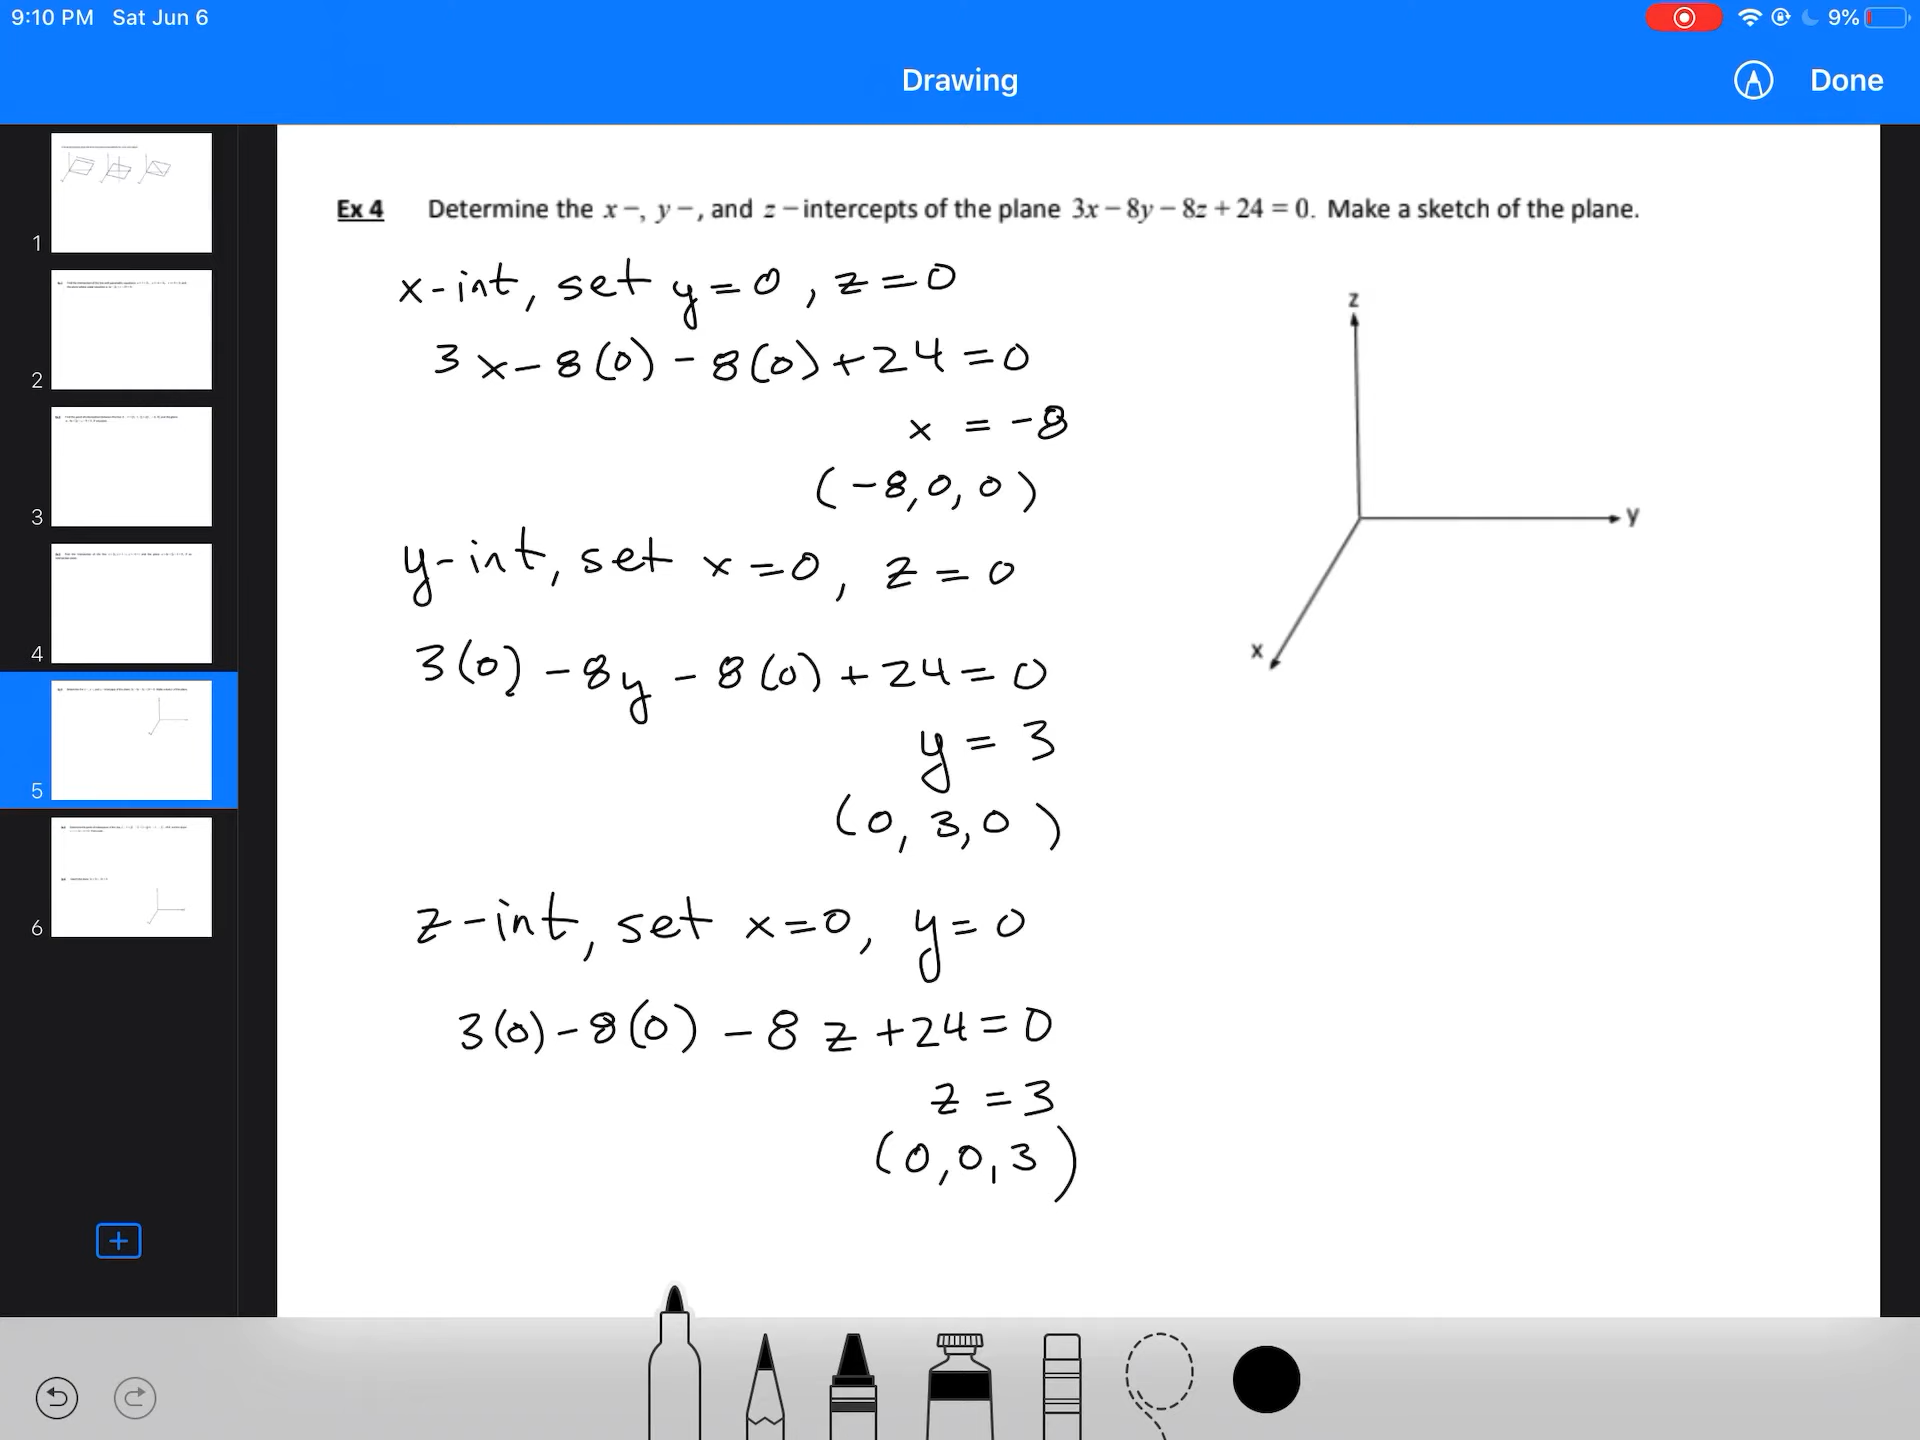 9:10 PM Sat Jun 6
9%
Drawing
Done
1
2
3
4
5
6
Ex 4 Determine the x −, y −, and z − intercepts of the plane 3x − 8y − 8z + 24 = 0. Make a sketch of the plane.
x-int, set y=0, z=0
3x-8(0)-8(0)+24=0
x = -8
(-8,0,0)
y-int, set x=0, z=0
3(0)-8y-8(0)+24=0
y = 3
(0,3,0)
z-int, set x=0, y=0
3(0)-8(0)-8z+24=0
z = 3
(0,0,3)
z
y
x